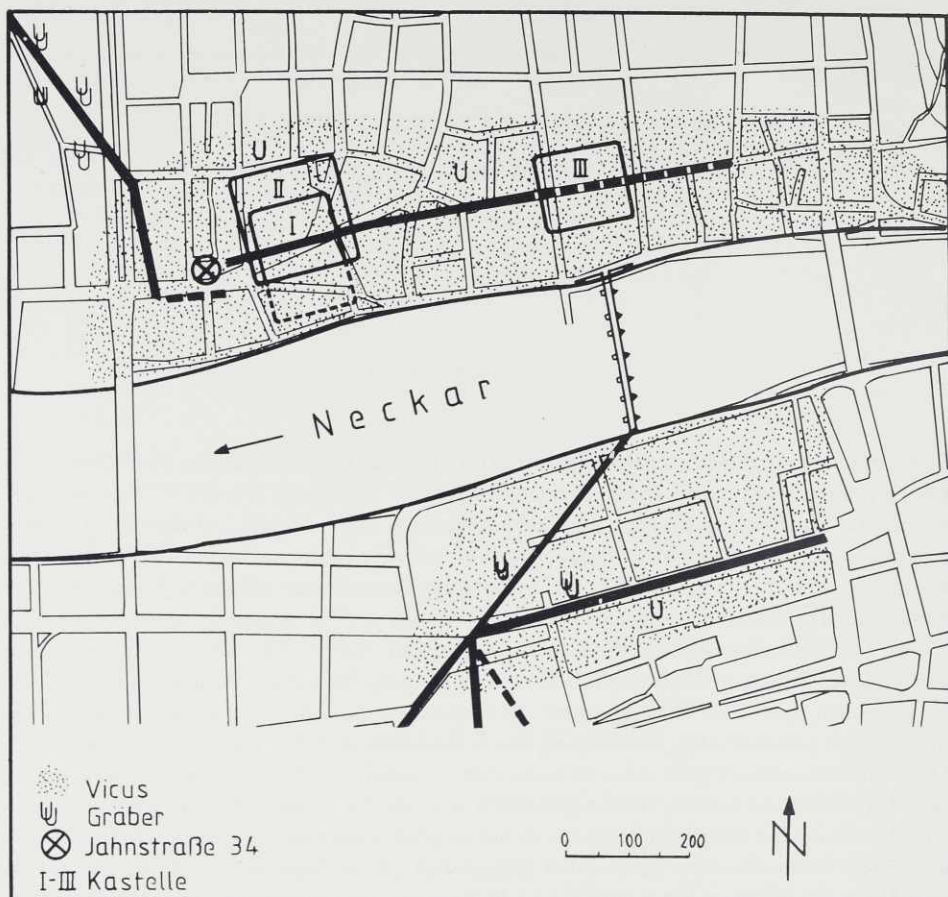 II
I
III
Neckar
Vicus
Gräber
Jahnstraße 34
I-III Kastelle
0 100 200
N